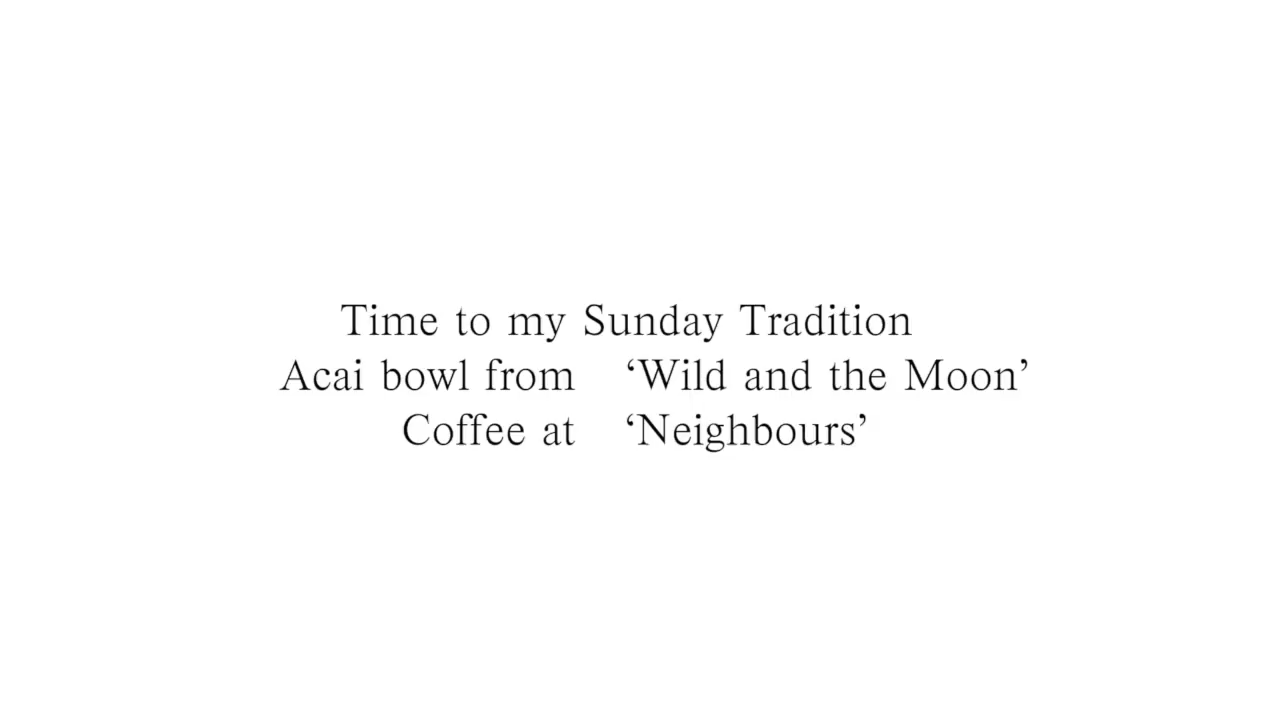 Time to my Sunday Tradition
Acai bowl from ‘Wild and the Moon’
Coffee at ‘Neighbours’